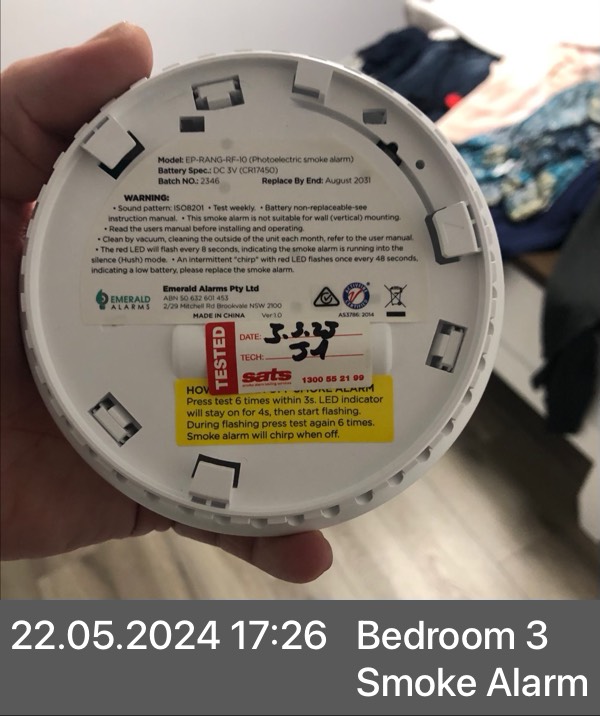 Model: EP-RANG-RF-10 (Photoelectric smoke alarm)
Battery Spec.: DC 3V (CR17450)
Batch NO.: 2346 Replace By End: August 2031
WARNING:
• Sound pattern: ISO8201 • Test weekly. • Battery non-replaceable-see
instruction manual. • This smoke alarm is not suitable for wall (vertical) mounting.
• Read the users manual before installing and operating.
• Clean by vacuum, cleaning the outside of the unit each month, refer to the user manual.
• The red LED will flash every 8 seconds, indicating the smoke alarm is running into the
silence (Hush) mode. • An intermittent "chirp" with red LED flashes once every 48 seconds,
indicating a low battery, please replace the smoke alarm.
EMERALD
ALARMS
Emerald Alarms Pty Ltd
ABN 50 632 601 453
2/29 Mitchell Rd Brookvale NSW 2100
MADE IN CHINA Ver1.0
AS3786: 2014
TESTED
DATE:
TECH:
sats
1300 55 21 99
HOW SMOKE ALARM
Press test 6 times within 3s. LED indicator
will stay on for 4s, then start flashing.
During flashing press test again 6 times.
Smoke alarm will chirp when off.
22.05.2024 17:26 Bedroom 3
Smoke Alarm